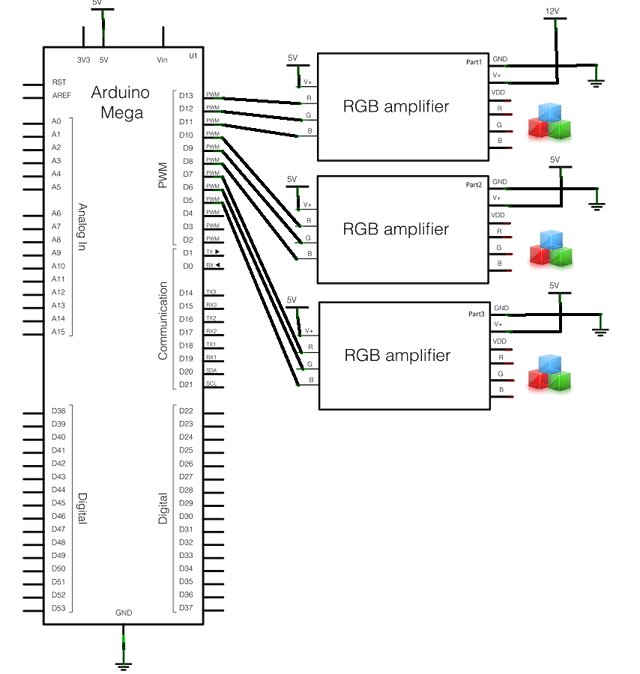 5V
3V3 5V Vin U1
RST
AREF
Arduino
Mega
A0
A1
A2
A3
A4
A5
A6
A7
A8
A9
A10
A11
A12
A13
A14
A15
Analog In
PWM
D13 PWM
D12 PWM
D11 PWM
D10 PWM
D9 PWM
D8 PWM
D7 PWM
D6 PWM
D5 PWM
D4 PWM
D3 PWM
D2 PWM
Communication
D1 TX ▶
D0 RX ◀
D14 TX3
D15 RX3
D16 TX2
D17 RX2
D18 TX1
D19 RX1
D20 SDA
D21 SCL
D38
D39
D40
D41
D42
D43
D44
D45
D46
D47
D48
D49
D50
D51
D52
D53
Digital
Digital
D22
D23
D24
D25
D26
D27
D28
D29
D30
D31
D32
D33
D34
D35
D36
D37
GND
5V
V+
R
G
B
RGB amplifier
Part1
12V
GND
V+
VDD
R
G
B
5V
V+
R
G
B
RGB amplifier
Part2
5V
GND
V+
VDD
R
G
B
5V
V+
R
G
B
RGB amplifier
Part3
5V
GND
V+
VDD
R
G
B